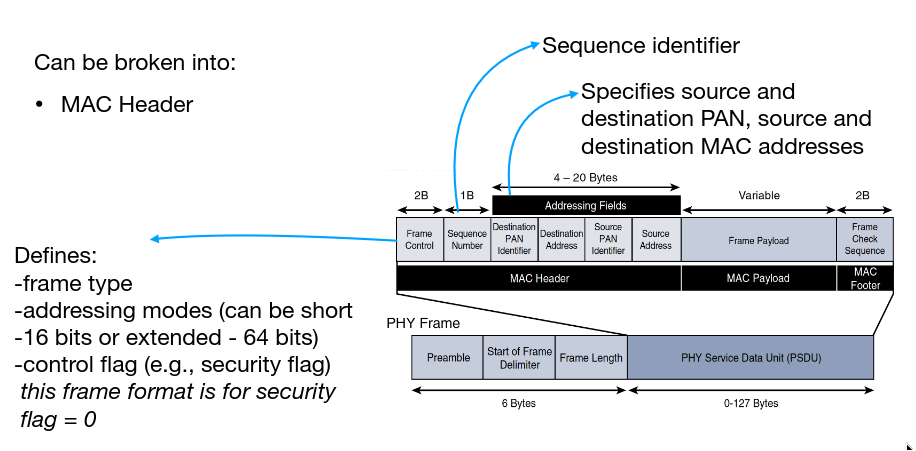 Can be broken into:
• MAC Header
Sequence identifier
Specifies source and
destination PAN, source and
destination MAC addresses
Defines:
-frame type
-addressing modes (can be short
-16 bits or extended - 64 bits)
-control flag (e.g., security flag)
this frame format is for security
flag = 0
4 – 20 Bytes
2B
1B
Addressing Fields
Variable
2B
Frame
Control
Sequence
Number
Destination
PAN
Identifier
Destination
Address
Source
PAN
Identifier
Source
Address
Frame Payload
Frame
Check
Sequence
MAC Header
MAC Payload
MAC
Footer
PHY Frame
Preamble
Start of Frame
Delimiter
Frame Length
PHY Service Data Unit (PSDU)
6 Bytes
0-127 Bytes